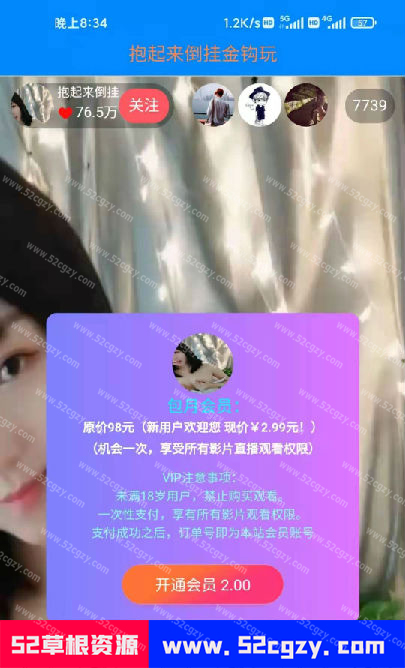 晚上8:34
1.2K/s HD 5G HD 4G 57
抱起来倒挂金钩玩
抱起来倒挂
76.5万
关注
7739
包月会员：
原价98元（新用户欢迎您 现价￥2.99元！）
（机会一次，享受所有影片直播观看权限）
VIP注意事项：
未满18岁用户，禁止购买观看。
一次性支付，享有所有影片观看权限。
支付成功之后，订单号即为本站会员账号
开通会员 2.00
52草根资源
www.52cgzy.com